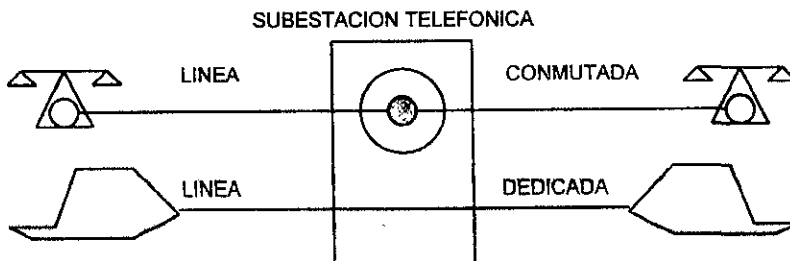 SUBESTACION TELEFONICA
LINEA CONMUTADA
LINEA DEDICADA